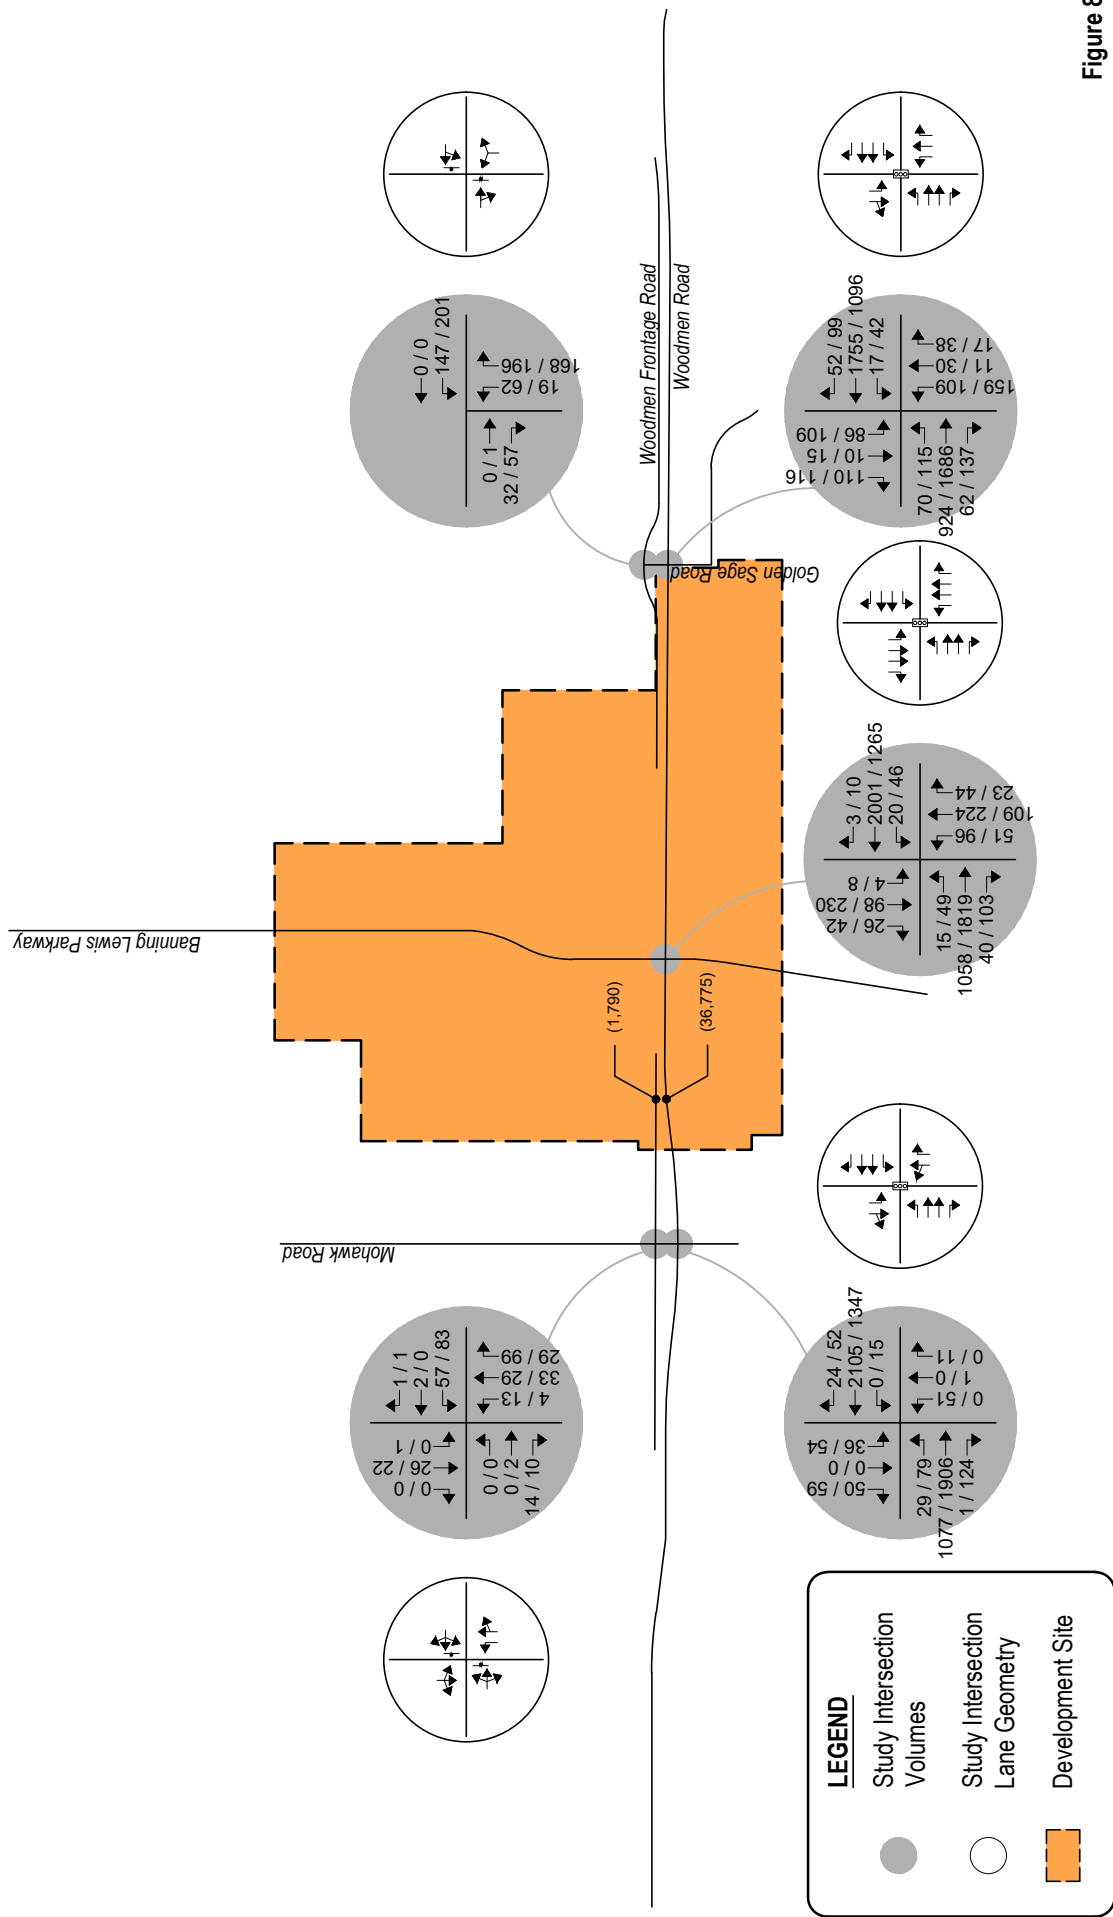 Figure 8
Banning Lewis Parkway
Woodmen Frontage Road
Woodmen Road
Golden Sage Road
Mohawk Road
(1,790)
(36,775)
0 / 0
26 / 22
0 / 1
1 / 1
2 / 0
57 / 83
0 / 0
0 / 2
14 / 10
4 / 13
33 / 29
29 / 99
50 / 59
0 / 0
36 / 54
24 / 52
2105 / 1347
0 / 15
29 / 79
1077 / 1906
1 / 124
0 / 51
1 / 0
0 / 11
26 / 42
98 / 230
4 / 8
3 / 10
2001 / 1265
20 / 46
15 / 49
1058 / 1819
40 / 103
51 / 96
109 / 224
23 / 44
0 / 0
147 / 201
0 / 1
32 / 57
19 / 62
168 / 196
110 / 116
10 / 15
86 / 109
52 / 99
1755 / 1096
17 / 42
70 / 115
924 / 1686
62 / 137
159 / 109
11 / 30
17 / 38
LEGEND
Study Intersection
Volumes
Study Intersection
Lane Geometry
Development Site